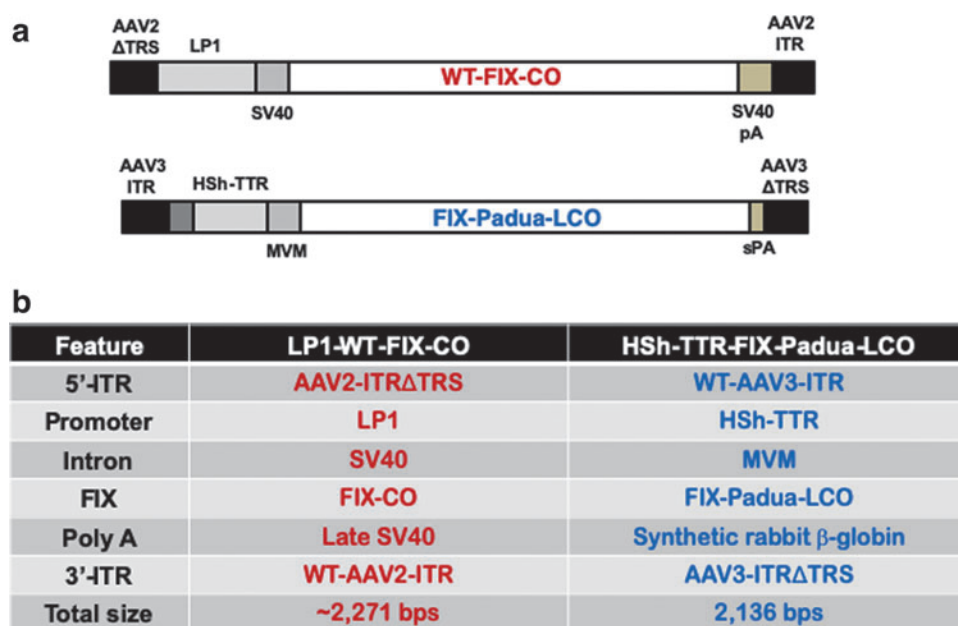 a
AAV2
ΔTRS
LP1
AAV2
ITR
WT-FIX-CO
SV40
SV40
pA
AAV3
ITR
HSh-TTR
AAV3
ΔTRS
FIX-Padua-LCO
MVM
sPA
b
Feature LP1-WT-FIX-CO HSh-TTR-FIX-Padua-LCO
5'-ITR AAV2-ITRΔTRS WT-AAV3-ITR
Promoter LP1 HSh-TTR
Intron SV40 MVM
FIX FIX-CO FIX-Padua-LCO
Poly A Late SV40 Synthetic rabbit β-globin
3'-ITR WT-AAV2-ITR AAV3-ITRΔTRS
Total size ~2,271 bps 2,136 bps